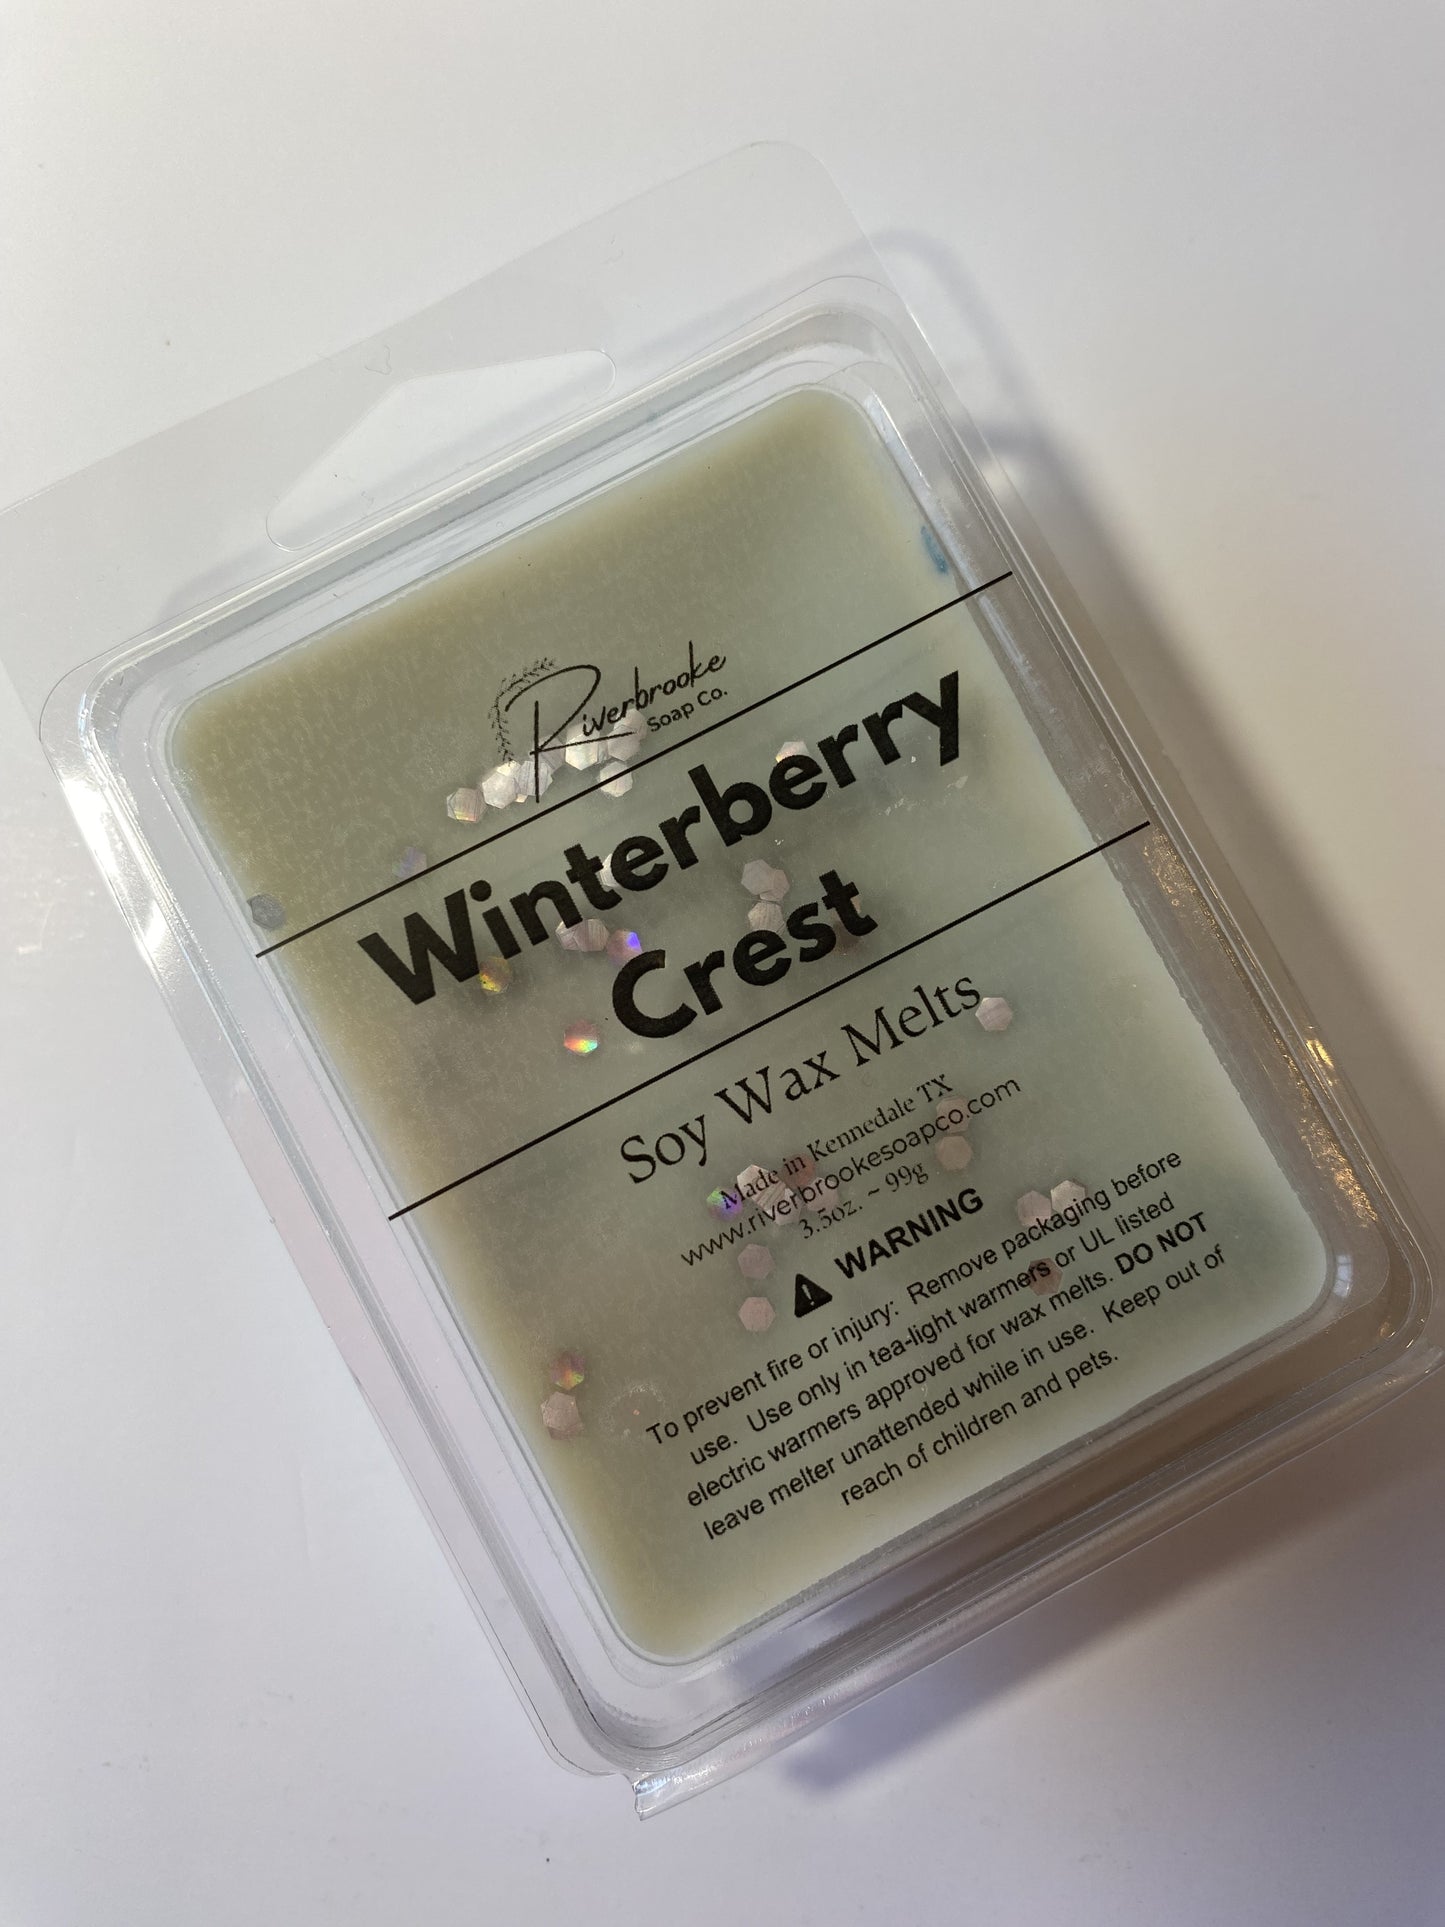 Riverbrooke
Soap Co.
Winterberry
Crest
Soy Wax Melts
Made in Kennedale TX
www.riverbrookesoapco.com
3.5oz. ~ 99g
WARNING
To prevent fire or injury:  Remove packaging before
use.  Use only in tea-light warmers or UL listed
electric warmers approved for wax melts. DO NOT
leave melter unattended while in use.  Keep out of
reach of children and pets.